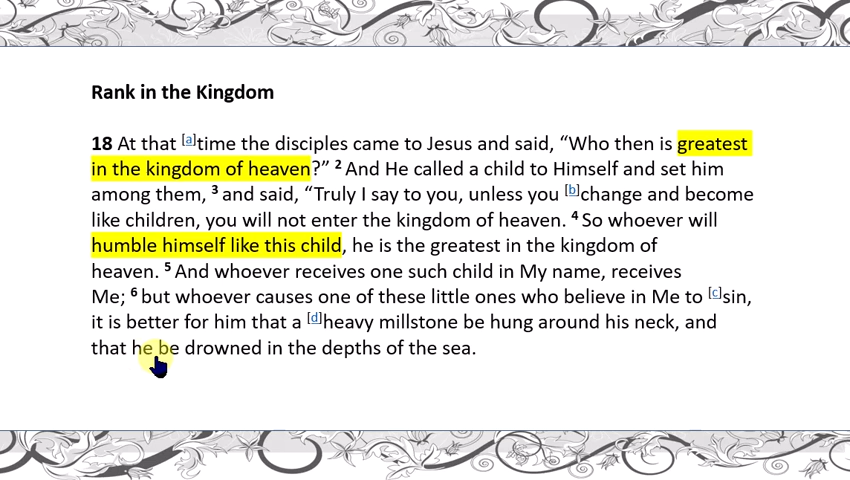 Rank in the Kingdom
18 At that [a]time the disciples came to Jesus and said, “Who then is greatest
in the kingdom of heaven?” 2 And He called a child to Himself and set him
among them, 3 and said, “Truly I say to you, unless you [b]change and become
like children, you will not enter the kingdom of heaven. 4 So whoever will
humble himself like this child, he is the greatest in the kingdom of
heaven. 5 And whoever receives one such child in My name, receives
Me; 6 but whoever causes one of these little ones who believe in Me to [c]sin,
it is better for him that a [d]heavy millstone be hung around his neck, and
that he be drowned in the depths of the sea.